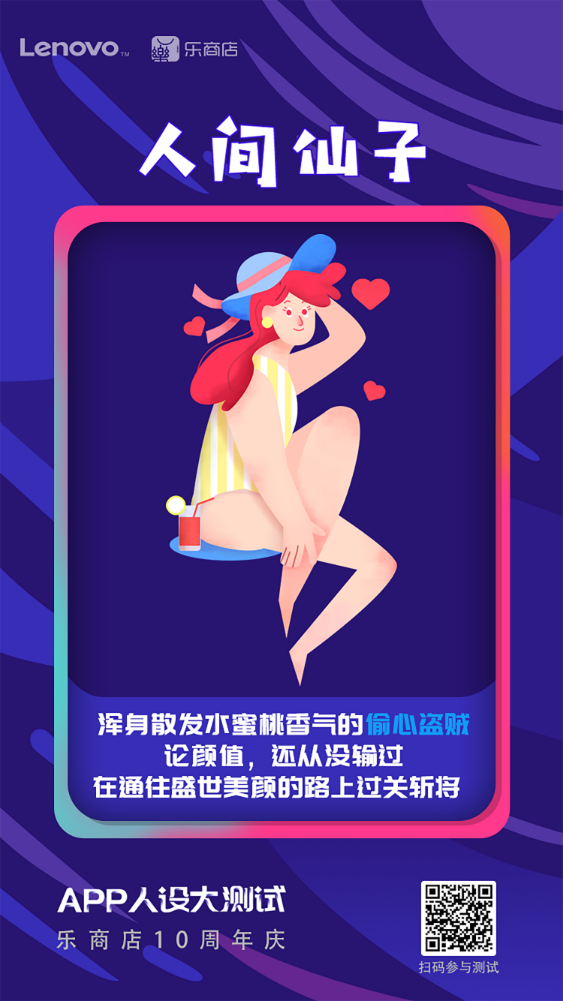 Lenovo TM 乐商店
人间仙子
浑身散发水蜜桃香气的偷心盗贼
论颜值，还从没输过
在通往盛世美颜的路上过关斩将
APP人设大测试
乐商店10周年庆
扫码参与测试